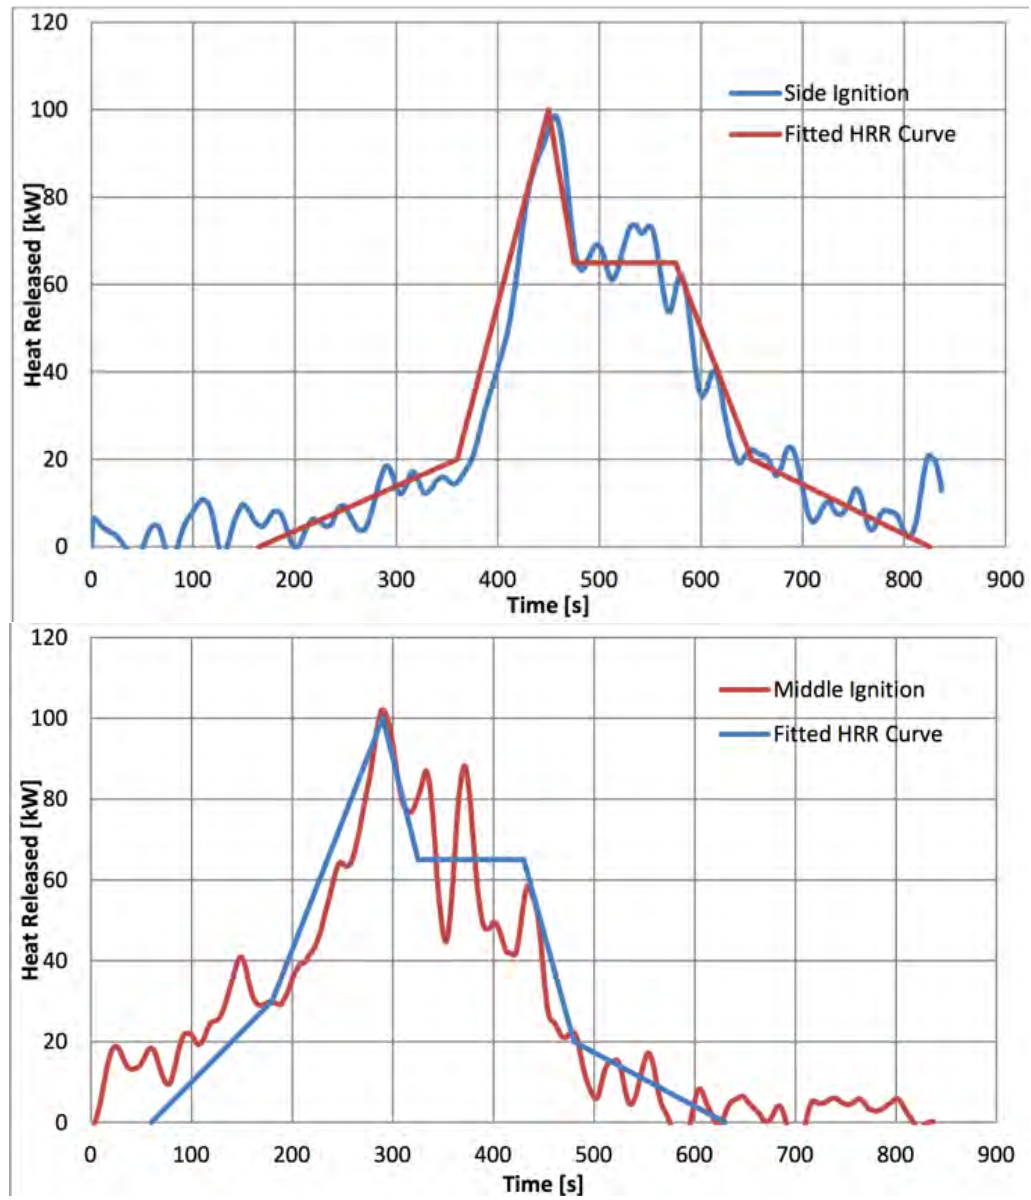 120
100
80
60
40
20
0
Heat Released [kW]
Side Ignition
Fitted HRR Curve
0 100 200 300 400 500 600 700 800 900
Time [s]
120
100
80
60
40
20
0
Heat Released [kW]
Middle Ignition
Fitted HRR Curve
0 100 200 300 400 500 600 700 800 900
Time [s]